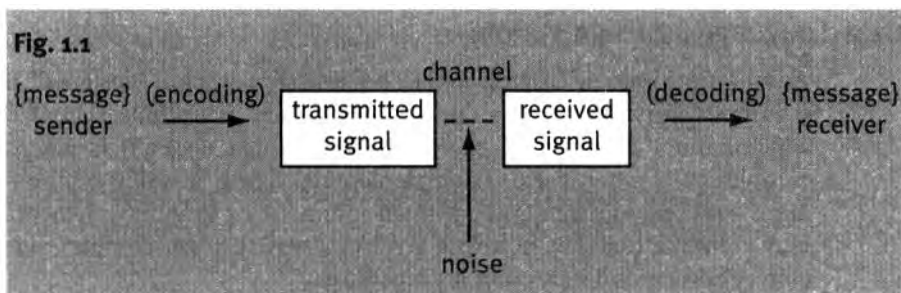 Fig. 1.1
channel
{message} (encoding) transmitted received (decoding) {message}
sender signal signal receiver
noise